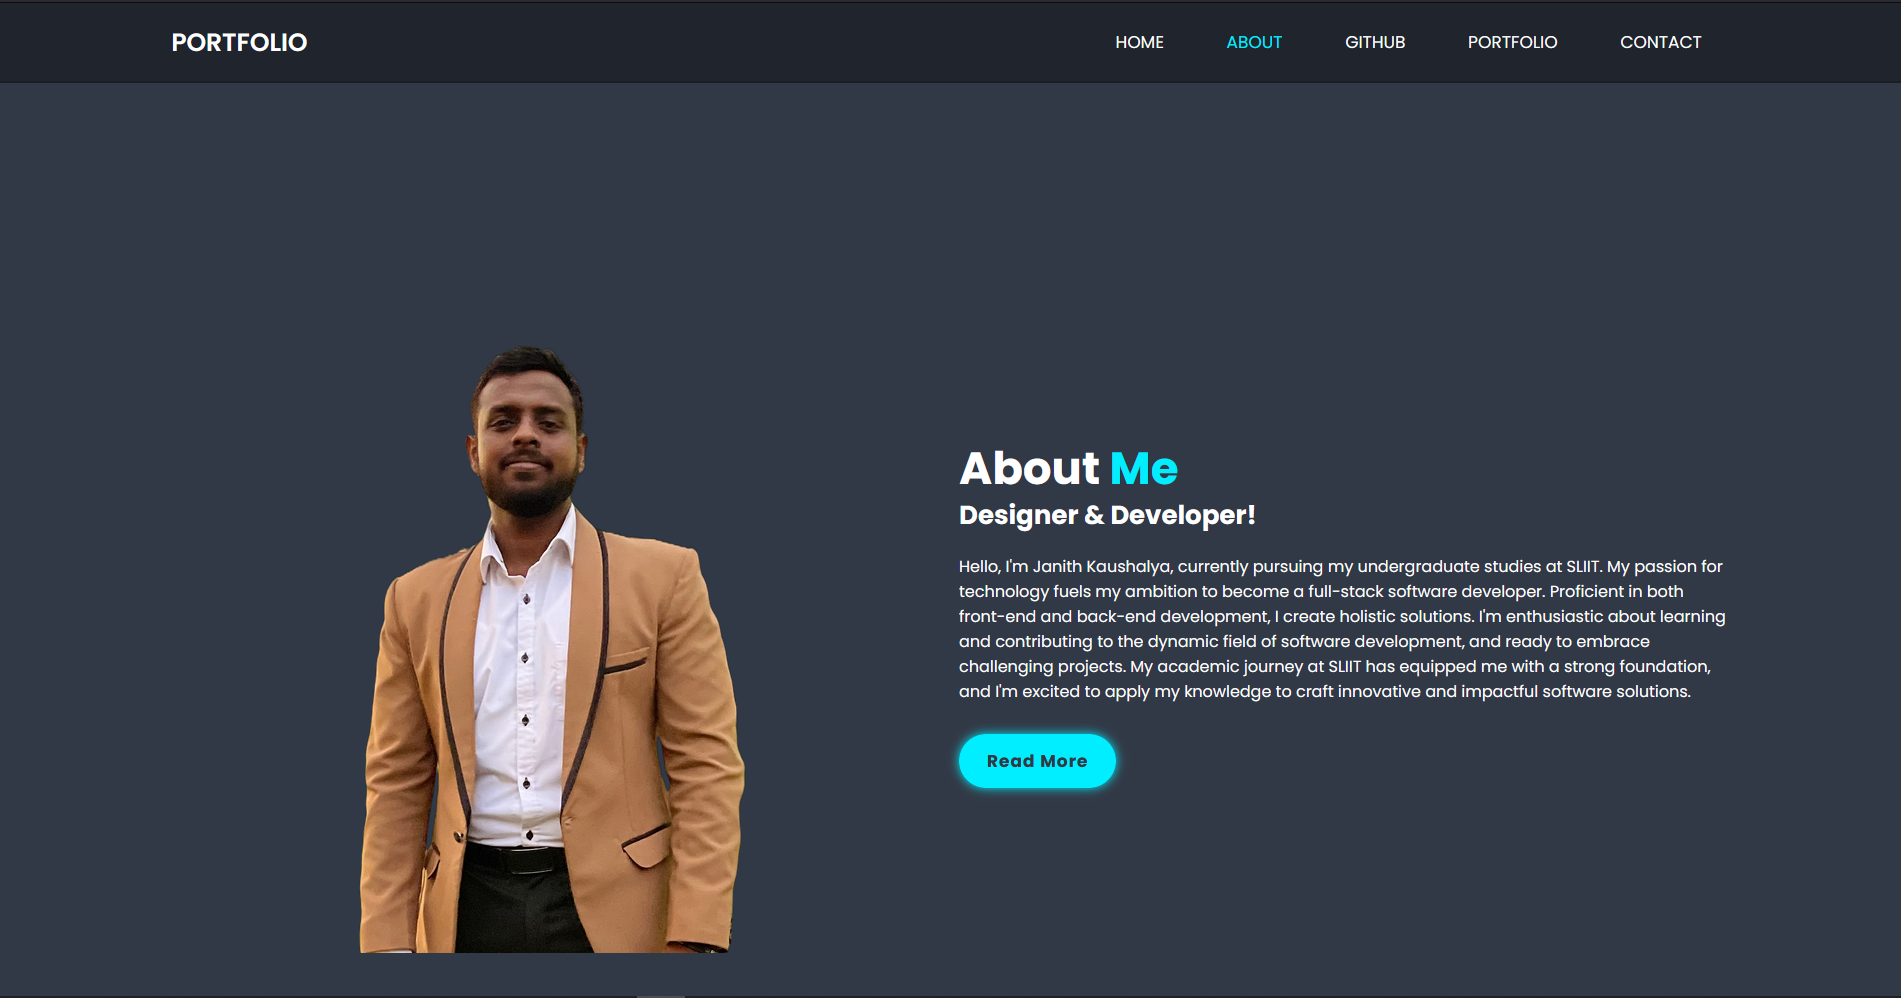 PORTFOLIO
HOME ABOUT GITHUB PORTFOLIO CONTACT
About Me
Designer & Developer!
Hello, I'm Janith Kaushalya, currently pursuing my undergraduate studies at SLIIT. My passion for
technology fuels my ambition to become a full-stack software developer. Proficient in both
front-end and back-end development, I create holistic solutions. I'm enthusiastic about learning
and contributing to the dynamic field of software development, and ready to embrace
challenging projects. My academic journey at SLIIT has equipped me with a strong foundation,
and I'm excited to apply my knowledge to craft innovative and impactful software solutions.
Read More